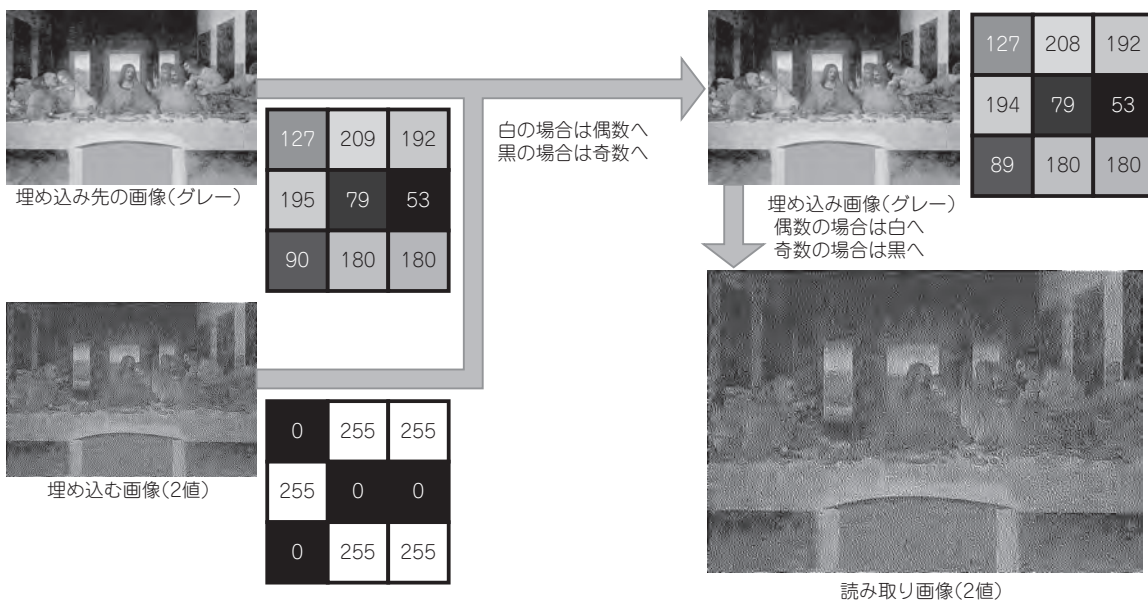 127 209 192
195 79 53
90 180 180
埋め込み先の画像(グレー)
0 255 255
255 0 0
0 255 255
埋め込む画像(2値)
白の場合は偶数へ
黒の場合は奇数へ
127 208 192
194 79 53
89 180 180
埋め込み画像(グレー)
偶数の場合は白へ
奇数の場合は黒へ
読み取り画像(2値)